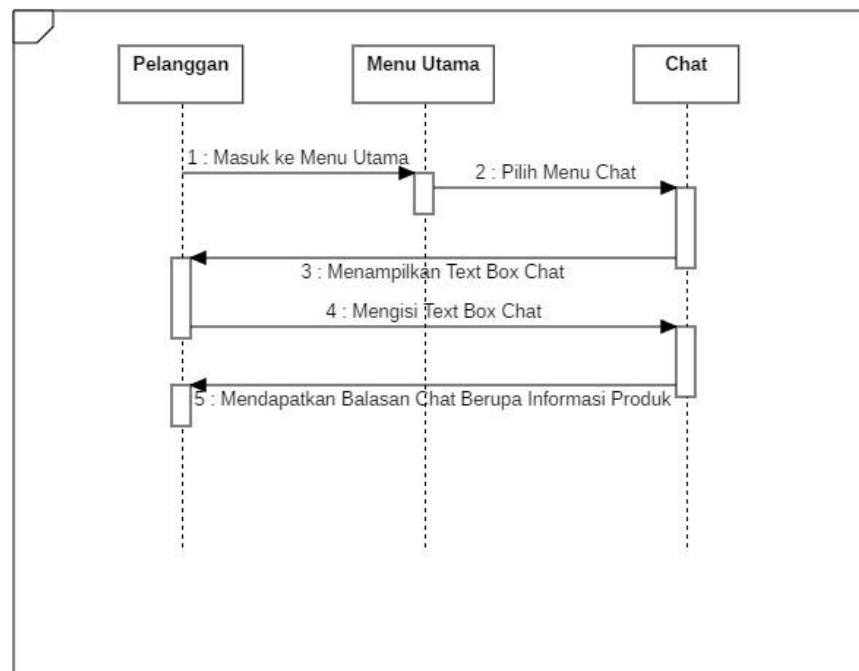 Pelanggan
Menu Utama
Chat
1 : Masuk ke Menu Utama
2 : Pilih Menu Chat
3 : Menampilkan Text Box Chat
4 : Mengisi Text Box Chat
5 : Mendapatkan Balasan Chat Berupa Informasi Produk